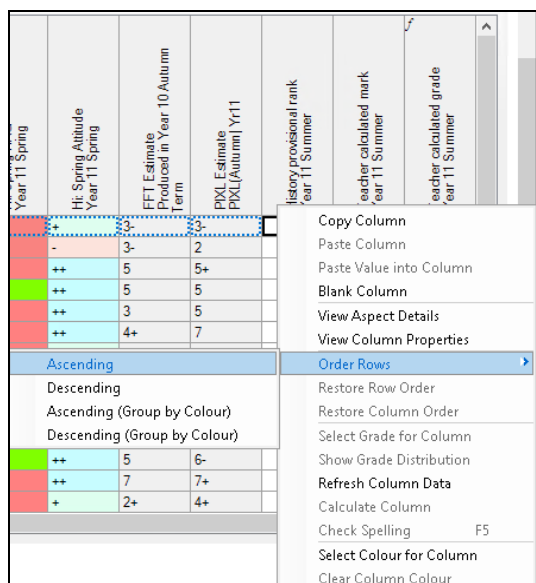 Year 11 Spring
Hi: Spring Attitude
Year 11 Spring
FFT Estimate
Produced in Year 10 Autumn
Term
PIXL Estimate
PIXL(Autumn) Yr11
History provisional rank
Year 11 Summer
eacher calculated mark
ear 11 Summer
eacher calculated grade
ear 11 Summer
f
+ 3- 3-
- 3- 2
++ 5 5+
++ 5 5
++ 3 5
++ 4+ 7
Copy Column
Paste Column
Paste Value into Column
Blank Column
View Aspect Details
View Column Properties
Order Rows
Restore Row Order
Restore Column Order
Select Grade for Column
Show Grade Distribution
Refresh Column Data
Calculate Column
Check Spelling F5
Select Colour for Column
Clear Column Colour
Ascending
Descending
Ascending (Group by Colour)
Descending (Group by Colour)
++ 5 6-
++ 7 7+
+ 2+ 4+